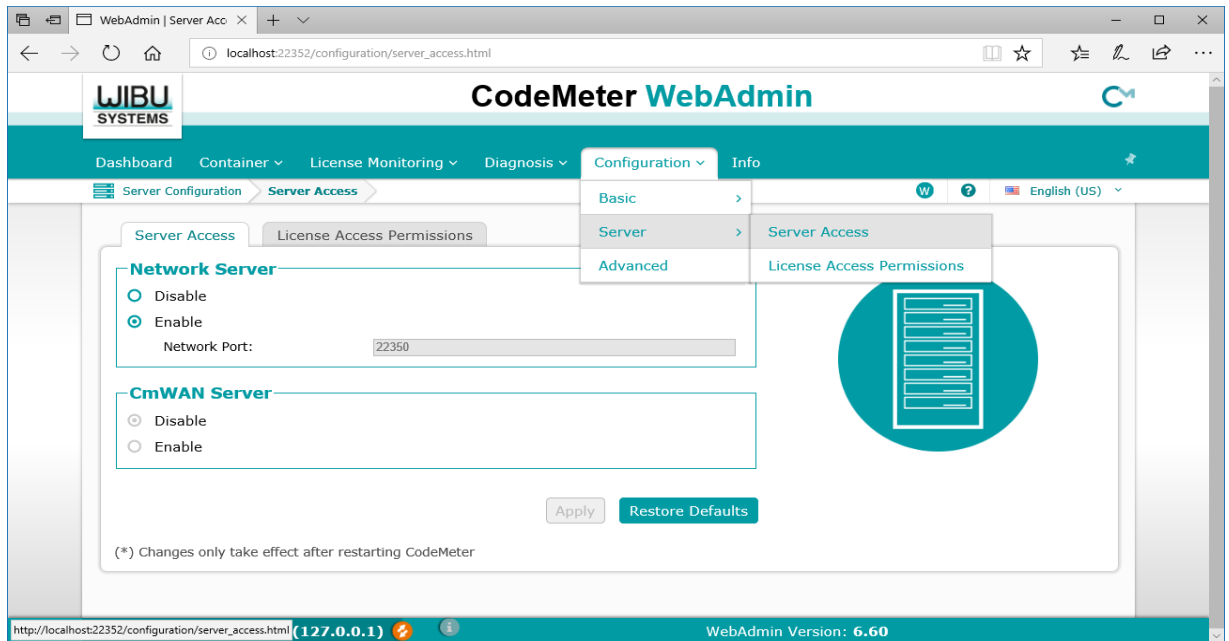 WebAdmin | Server Acc
localhost:22352/configuration/server_access.html
WIBU
SYSTEMS
CodeMeter WebAdmin
CM
Dashboard Container License Monitoring Diagnosis Configuration Info
Server Configuration Server Access
W ? English (US)
Basic
Server
Advanced
Server Access
License Access Permissions
Server Access License Access Permissions
Network Server
Disable
Enable
Network Port: 22350
CmWAN Server
Disable
Enable
Apply Restore Defaults
(*) Changes only take effect after restarting CodeMeter
http://localhost:22352/configuration/server_access.html (127.0.0.1) WebAdmin Version: 6.60